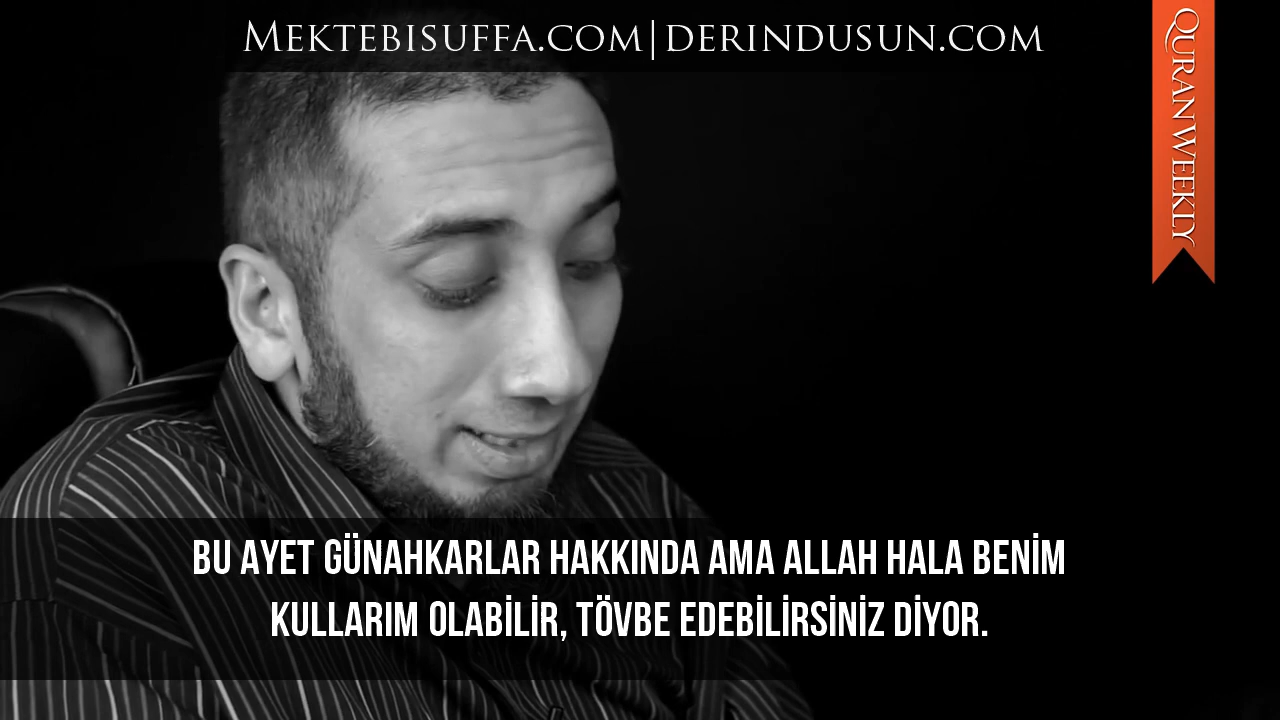 MEKTEBISUFFA.COM|DERINDUSUN.COM
QURANWEEKLY
BU AYET GÜNAHKARLAR HAKKINDA AMA ALLAH HALA BENİM
KULLARIM OLABİLİR, TÖVBE EDEBİLİRSİNİZ DİYOR.